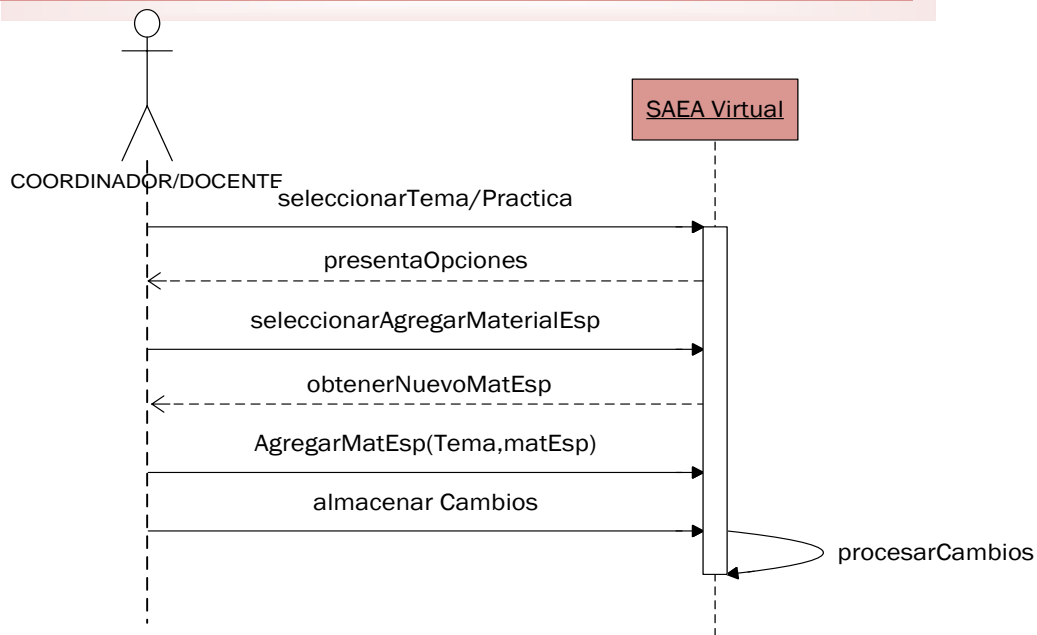 SAEA Virtual
COORDINADOR/DOCENTE
seleccionarTema/Practica
presentaOpciones
seleccionarAgregarMaterialEsp
obtenerNuevoMatEsp
AgregarMatEsp(Tema,matEsp)
almacenar Cambios
procesarCambios